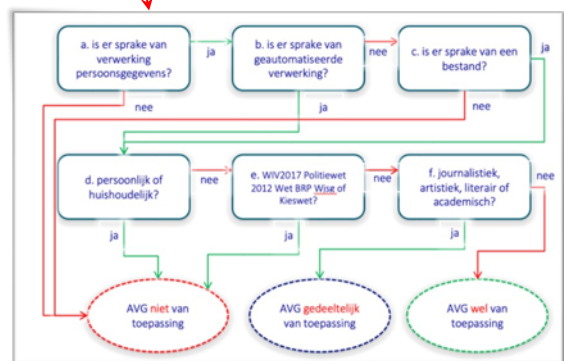 a. is er sprake van
verwerking
persoonsgegevens?
ja
b. is er sprake van
geautomatiseerde
verwerking?
nee
c. is er sprake van een
bestand?
ja
nee
ja
nee
d. persoonlijk of
huishoudelijk?
nee
e. WIV2017 Politiewet
2012 Wet BRP Wjsg of
Kieswet?
nee
f. journalistiek,
artistiek, literair of
academisch?
nee
ja
ja
ja
AVG niet van
toepassing
AVG gedeeltelijk
van toepassing
AVG wel van
toepassing